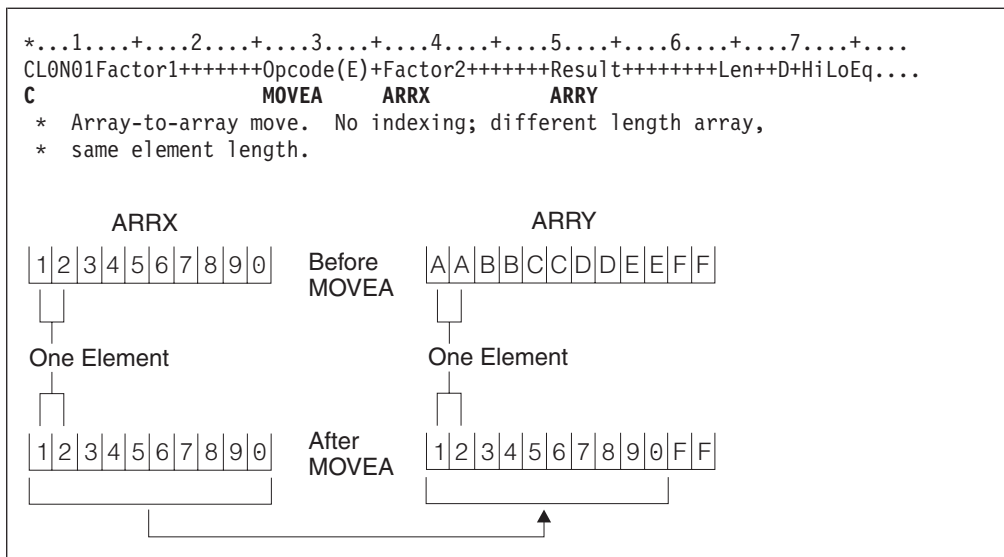 *...1....+....2....+....3....+....4....+....5....+....6....+....7....+....
CL0N01Factor1+++++++Opcode(E)+Factor2+++++++Result++++++++Len++D+HiLoEq....
C                   MOVEA     ARRX          ARRY
 *  Array-to-array move.  No indexing; different length array,
 *  same element length.
ARRX ARRY
1 2 3 4 5 6 7 8 9 0 Before A A B B C C D D E E F F
MOVEA
One Element One Element
1 2 3 4 5 6 7 8 9 0 After 1 2 3 4 5 6 7 8 9 0 F F
MOVEA